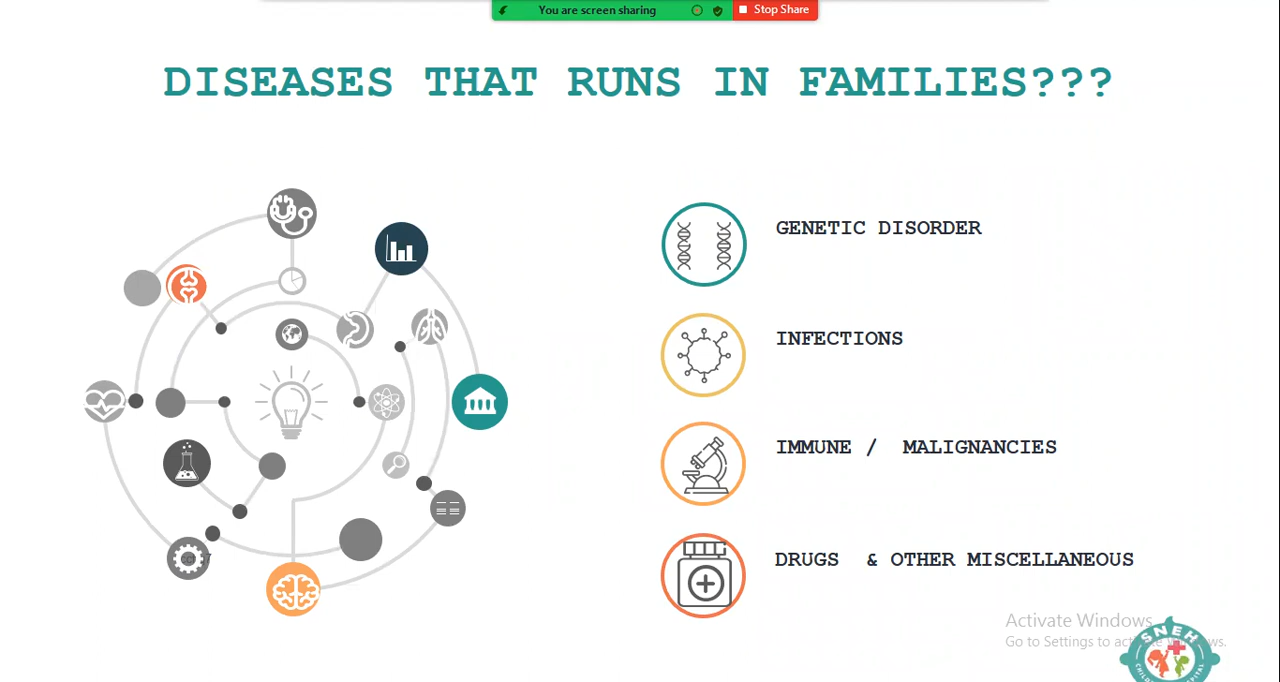 You are screen sharing
Stop Share
DISEASES THAT RUNS IN FAMILIES???
GENETIC DISORDER
INFECTIONS
IMMUNE / MALIGNANCIES
DRUGS & OTHER MISCELLANEOUS
Activate Windows
Go to Settings to Windows.
SNEH